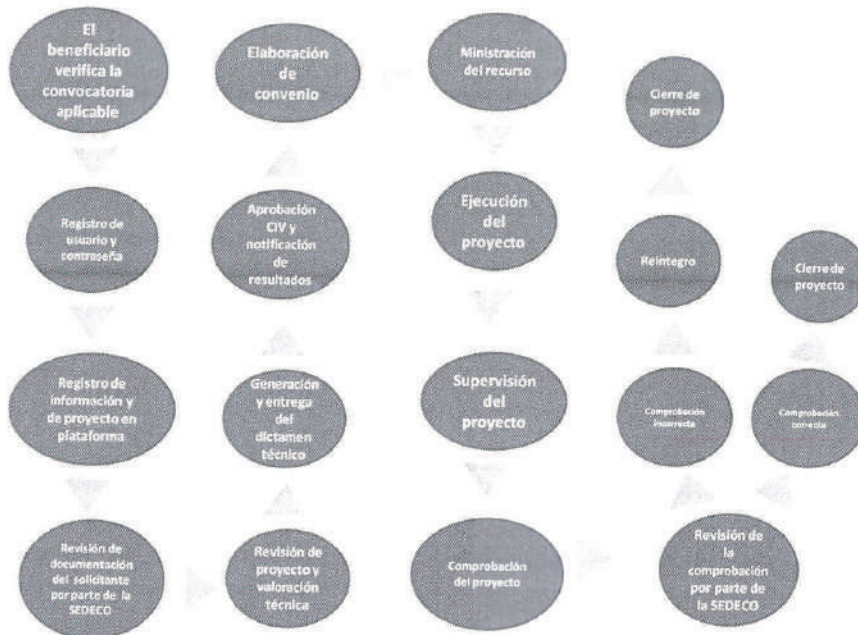 El
beneficiario
verifica la
convocatoria
aplicable
Registro de
usuario y
contraseña
Registro de
información y
de proyecto en
plataforma
Revisión de
documentación
del solicitante
por parte de la
SEDECO
Revisión de
proyecto y
valoración
técnica
Generación
y entrega
del
dictamen
técnico
Aprobación
CIV y
notificación
de
resultados
Elaboración
de
convenio
Ministración
del recurso
Ejecución
del
proyecto
Supervisión
del
proyecto
Comprobación
del proyecto
Revisión de
la
comprobación
por parte de
la SEDECO
Comprobación
incorrecta
Reintegro
Cierre de
proyecto
Comprobación
correcta
Cierre de
proyecto